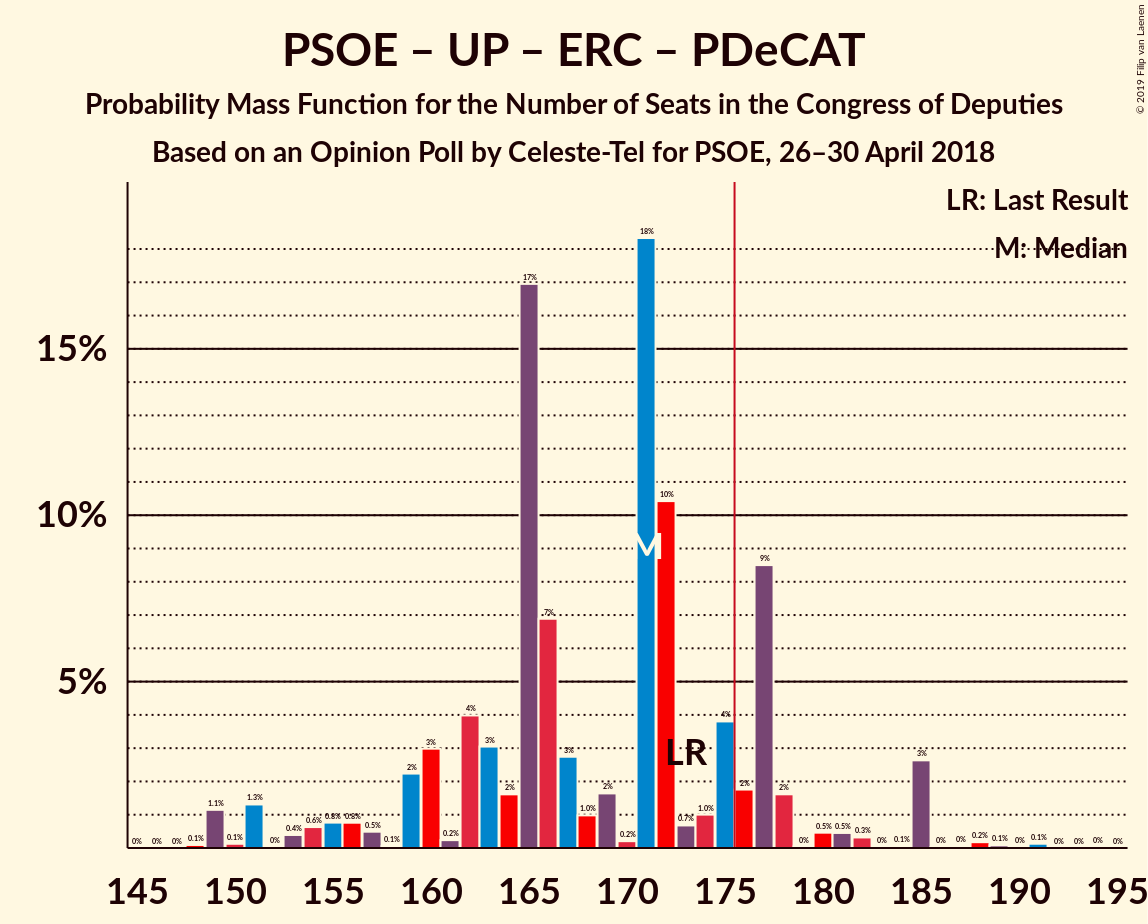 PSOE – UP – ERC – PDeCAT
Probability Mass Function for the Number of Seats in the Congress of Deputies
Based on an Opinion Poll by Celeste-Tel for PSOE, 26–30 April 2018
© 2019 Filip van Laenen
LR: Last Result
M: Median
15%
10%
5%
0% 0% 0% 0.1% 1.1% 0.1% 1.3% 0% 0.4% 0.6% 0.8% 0.8% 0.5% 0.1% 2% 3% 0.2% 4% 3% 2% 17% 7% 3% 1.0% 2% 0.2% 18% 10% 0.7% 1.0% 4% 2% 9% 2% 0% 0.5% 0.5% 0.3% 0% 0.1% 3% 0% 0% 0.2% 0.1% 0% 0.1% 0% 0% 0% 0%
M
LR
145 150 155 160 165 170 175 180 185 190 195